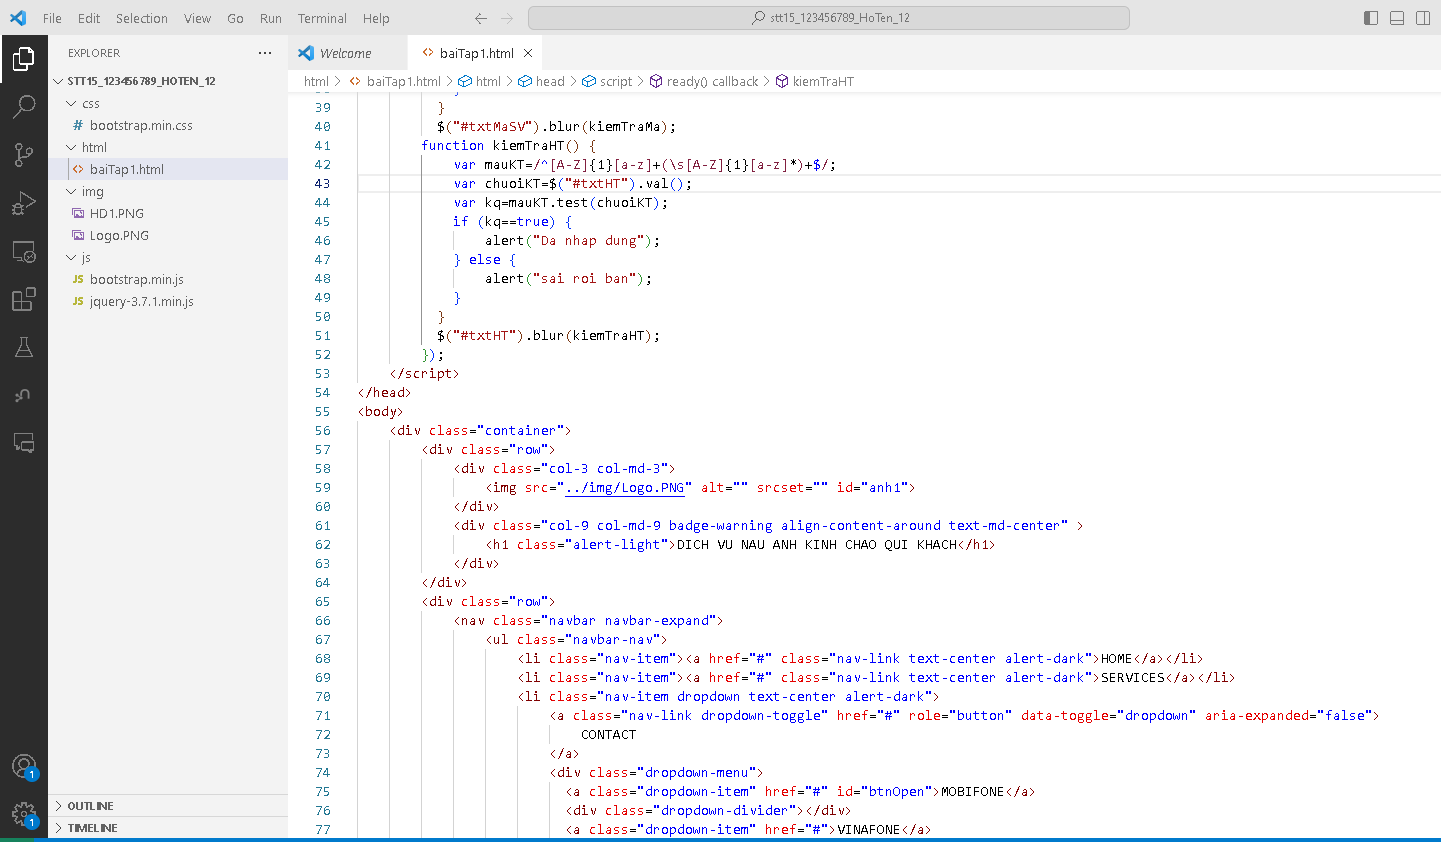 File Edit Selection View Go Run Terminal Help
stt15_123456789_HoTen_12
EXPLORER
STT15_123456789_HOTEN_12
css
# bootstrap.min.css
html
<> baiTap1.html
img
HD1.PNG
Logo.PNG
js
JS bootstrap.min.js
JS jquery-3.7.1.min.js
OUTLINE
TIMELINE
1
1
Welcome
<> baiTap1.html
html > <> baiTap1.html > html > head > script > ready() callback > kiemTraHT
39 }
40 $("#txtMaSV").blur(kiemTraMa);
41 function kiemTraHT() {
42 var mauKT=/^[A-Z]{1}[a-z]+(\s[A-Z]{1}[a-z]*)+$/;
43 var chuoiKT=$("#txtHT").val();
44 var kq=mauKT.test(chuoiKT);
45 if (kq==true) {
46 alert("Da nhap dung");
47 } else {
48 alert("sai roi ban");
49 }
50 }
51 $("#txtHT").blur(kiemTraHT);
52 });
53 </script>
54 </head>
55 <body>
56 <div class="container">
57 <div class="row">
58 <div class="col-3 col-md-3">
59 <img src="../img/Logo.PNG" alt="" srcset="" id="anh1">
60 </div>
61 <div class="col-9 col-md-9 badge-warning align-content-around text-md-center" >
62 <h1 class="alert-light">DICH VU NAU ANH KINH CHAO QUI KHACH</h1>
63 </div>
64 </div>
65 <div class="row">
66 <nav class="navbar navbar-expand">
67 <ul class="navbar-nav">
68 <li class="nav-item"><a href="#" class="nav-link text-center alert-dark">HOME</a></li>
69 <li class="nav-item"><a href="#" class="nav-link text-center alert-dark">SERVICES</a></li>
70 <li class="nav-item dropdown text-center alert-dark">
71 <a class="nav-link dropdown-toggle" href="#" role="button" data-toggle="dropdown" aria-expanded="false">
72 CONTACT
73 </a>
74 <div class="dropdown-menu">
75 <a class="dropdown-item" href="#" id="btnOpen">MOBIFONE</a>
76 <div class="dropdown-divider"></div>
77 <a class="dropdown-item" href="#">VINAFONE</a>